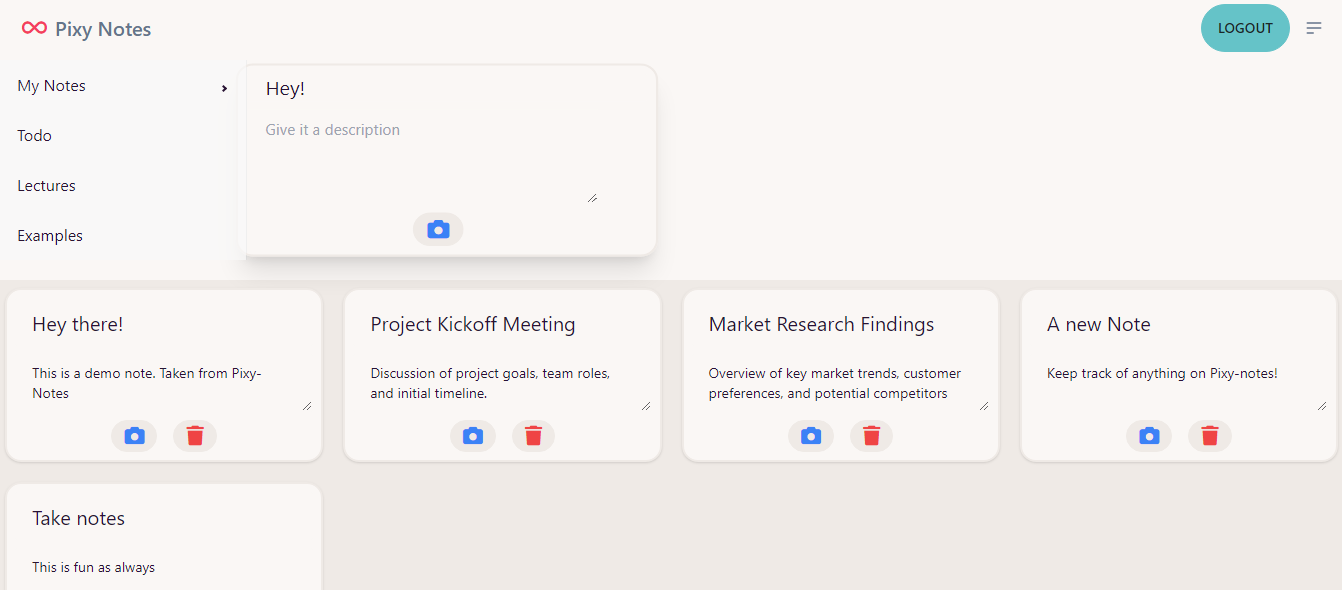 Pixy Notes
LOGOUT
My Notes
Todo
Lectures
Examples
Hey!
Give it a description
Hey there!
This is a demo note. Taken from Pixy-
Notes
Project Kickoff Meeting
Discussion of project goals, team roles,
and initial timeline.
Market Research Findings
Overview of key market trends, customer
preferences, and potential competitors
A new Note
Keep track of anything on Pixy-notes!
Take notes
This is fun as always